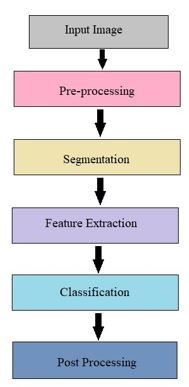 Input Image
Pre-processing
Segmentation
Feature Extraction
Classification
Post Processing